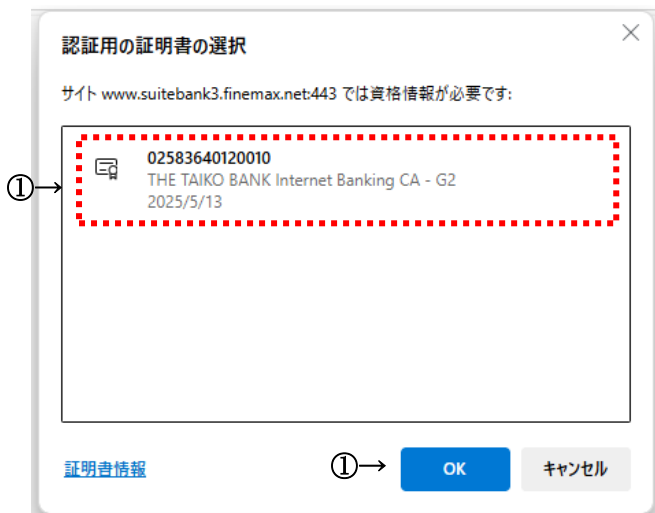 認証用の証明書の選択
サイト www.suitebank3.finemax.net:443 では資格情報が必要です:
02583640120010
①→
THE TAIKO BANK Internet Banking CA - G2
2025/5/13
証明書情報
①→
OK
キャンセル